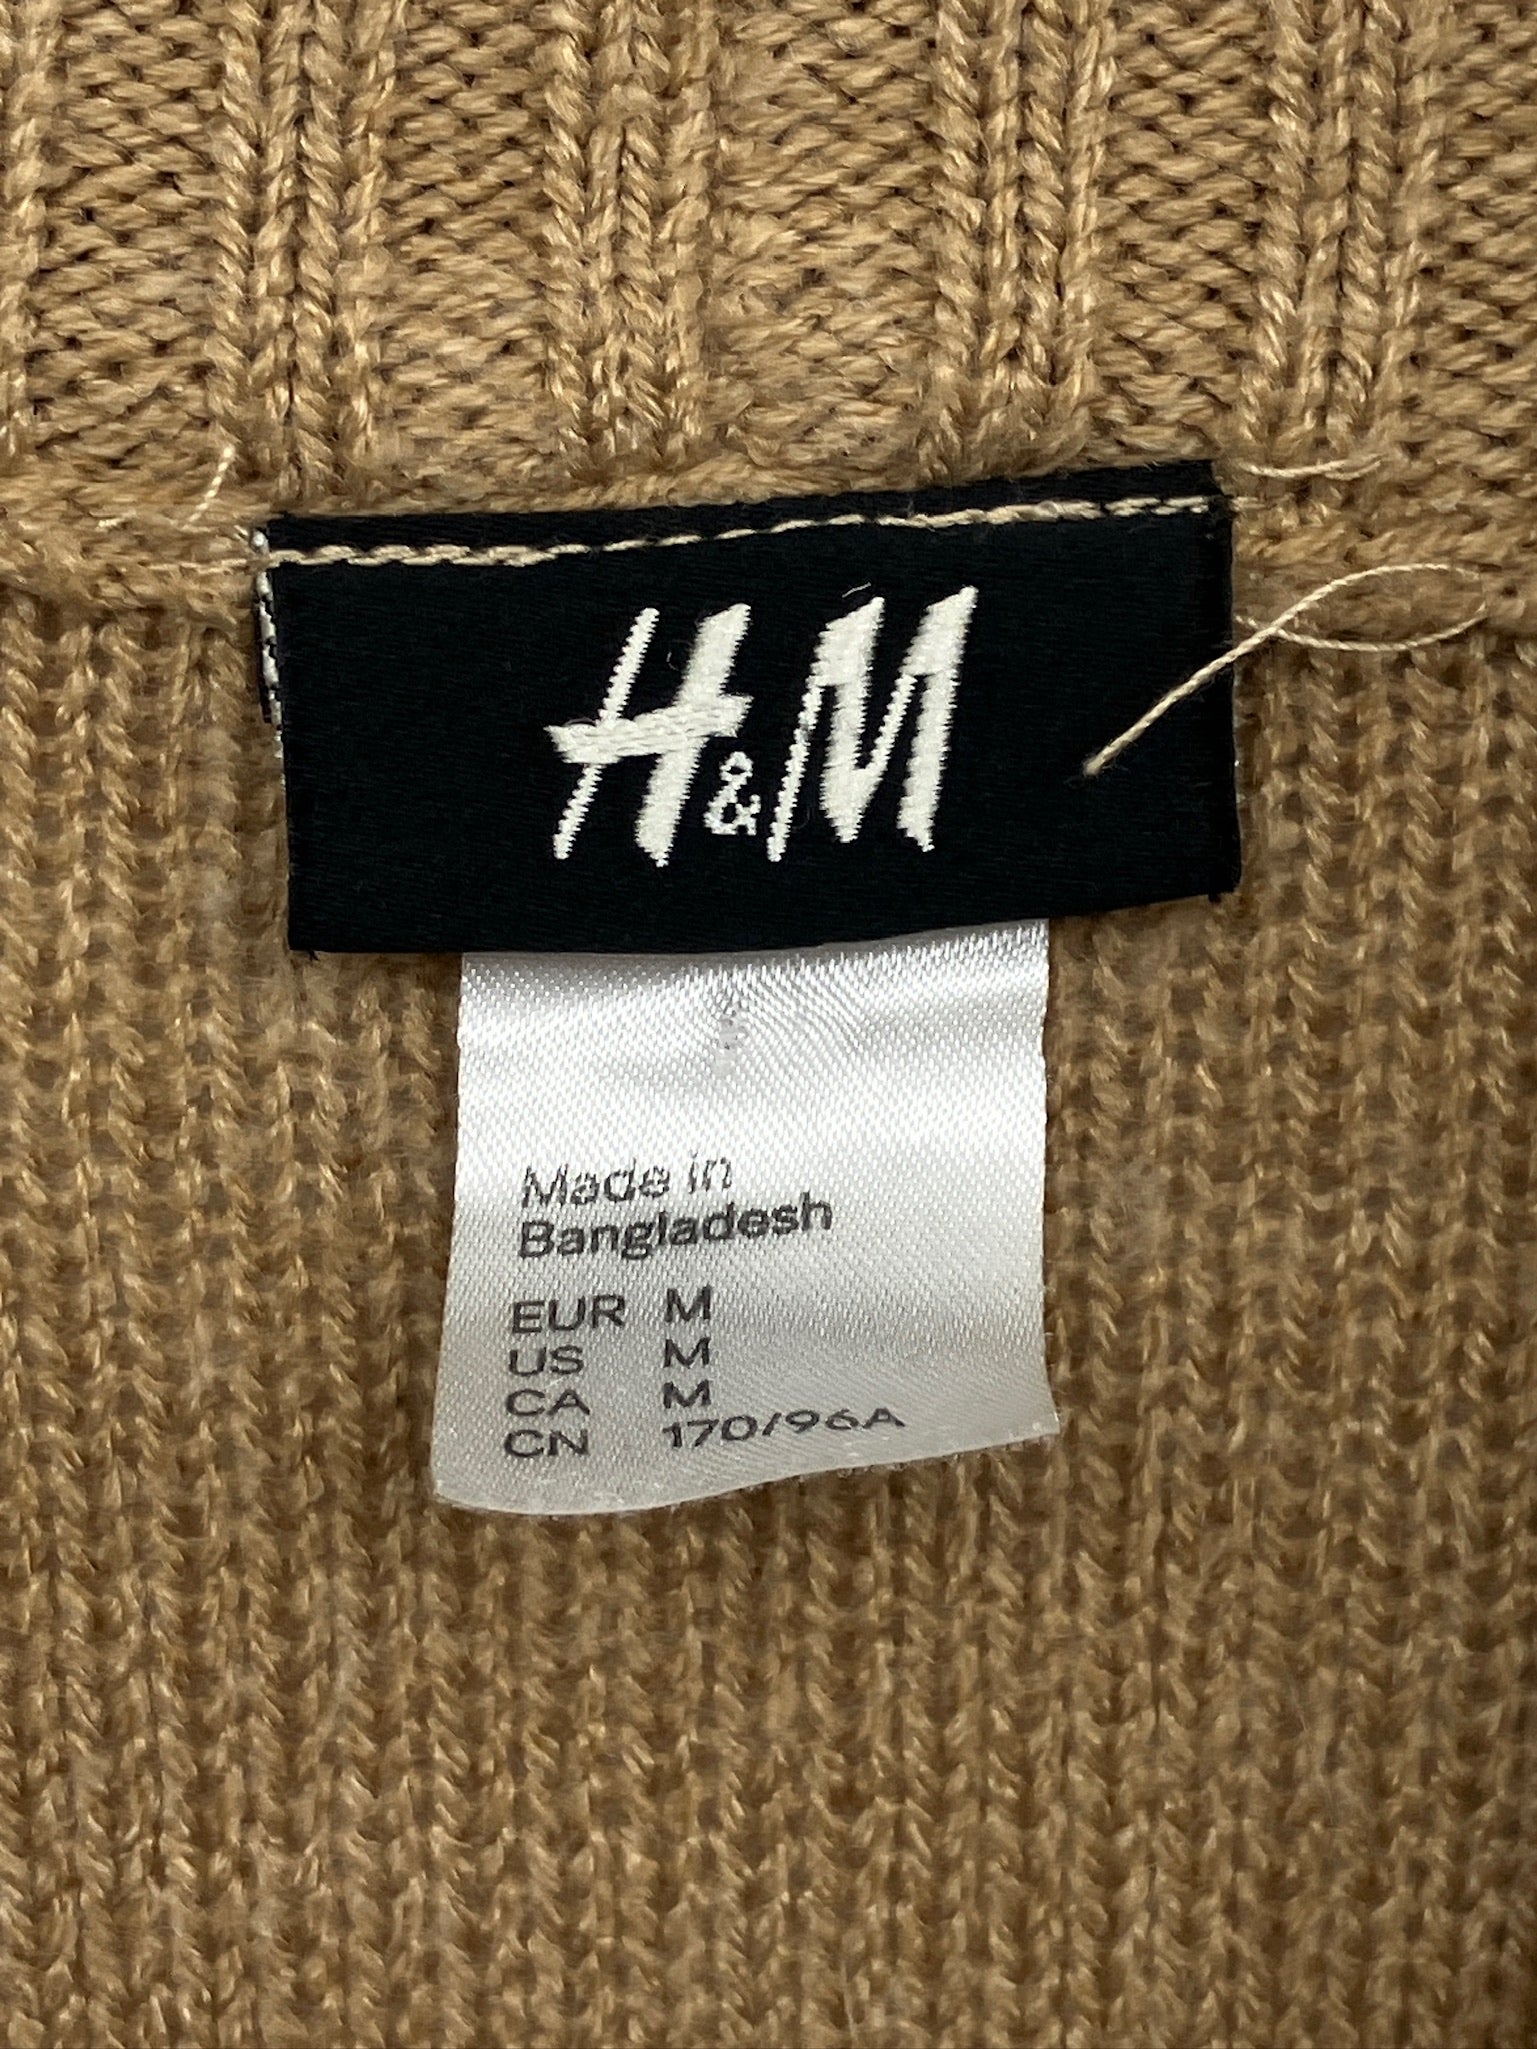 H&M
Made in
Bangladesh
EUR M
US M
CA M
CN 170/96A